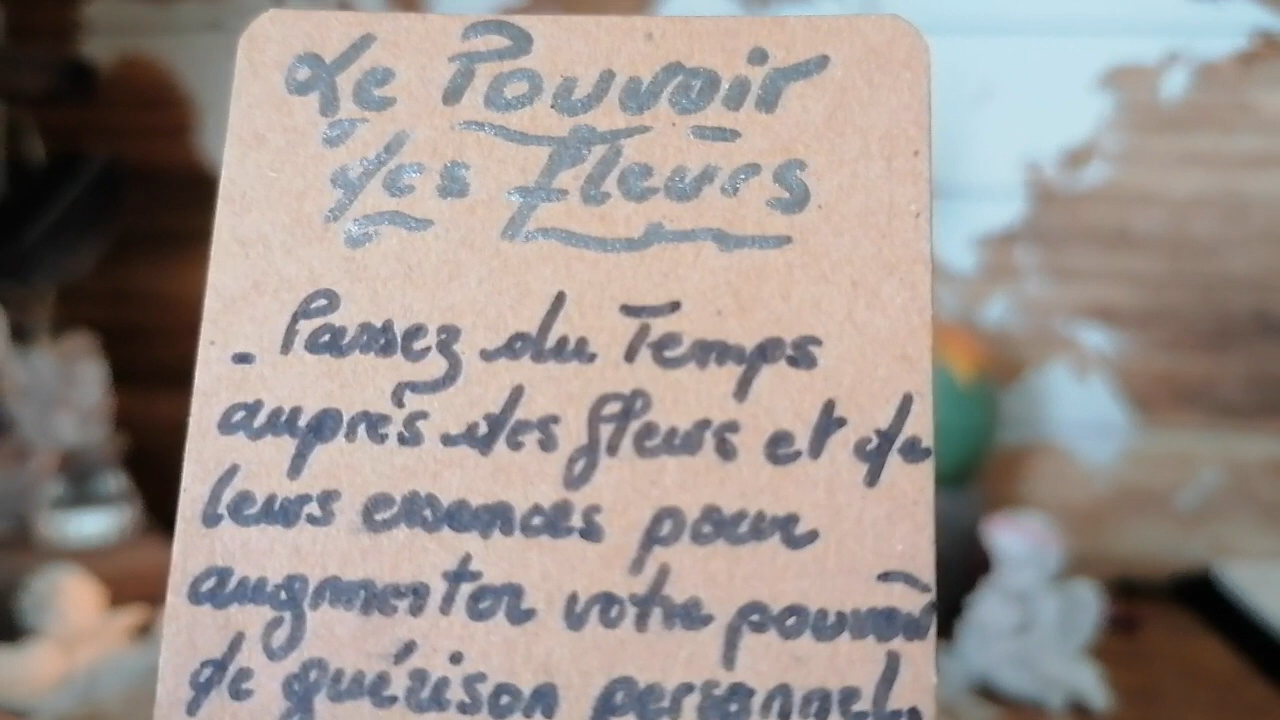 Le Pouvoir
des fleurs
- Passez du Temps
auprès des fleurs et de
leurs essences pour
augmenter votre pouvoir
de guérison personnel